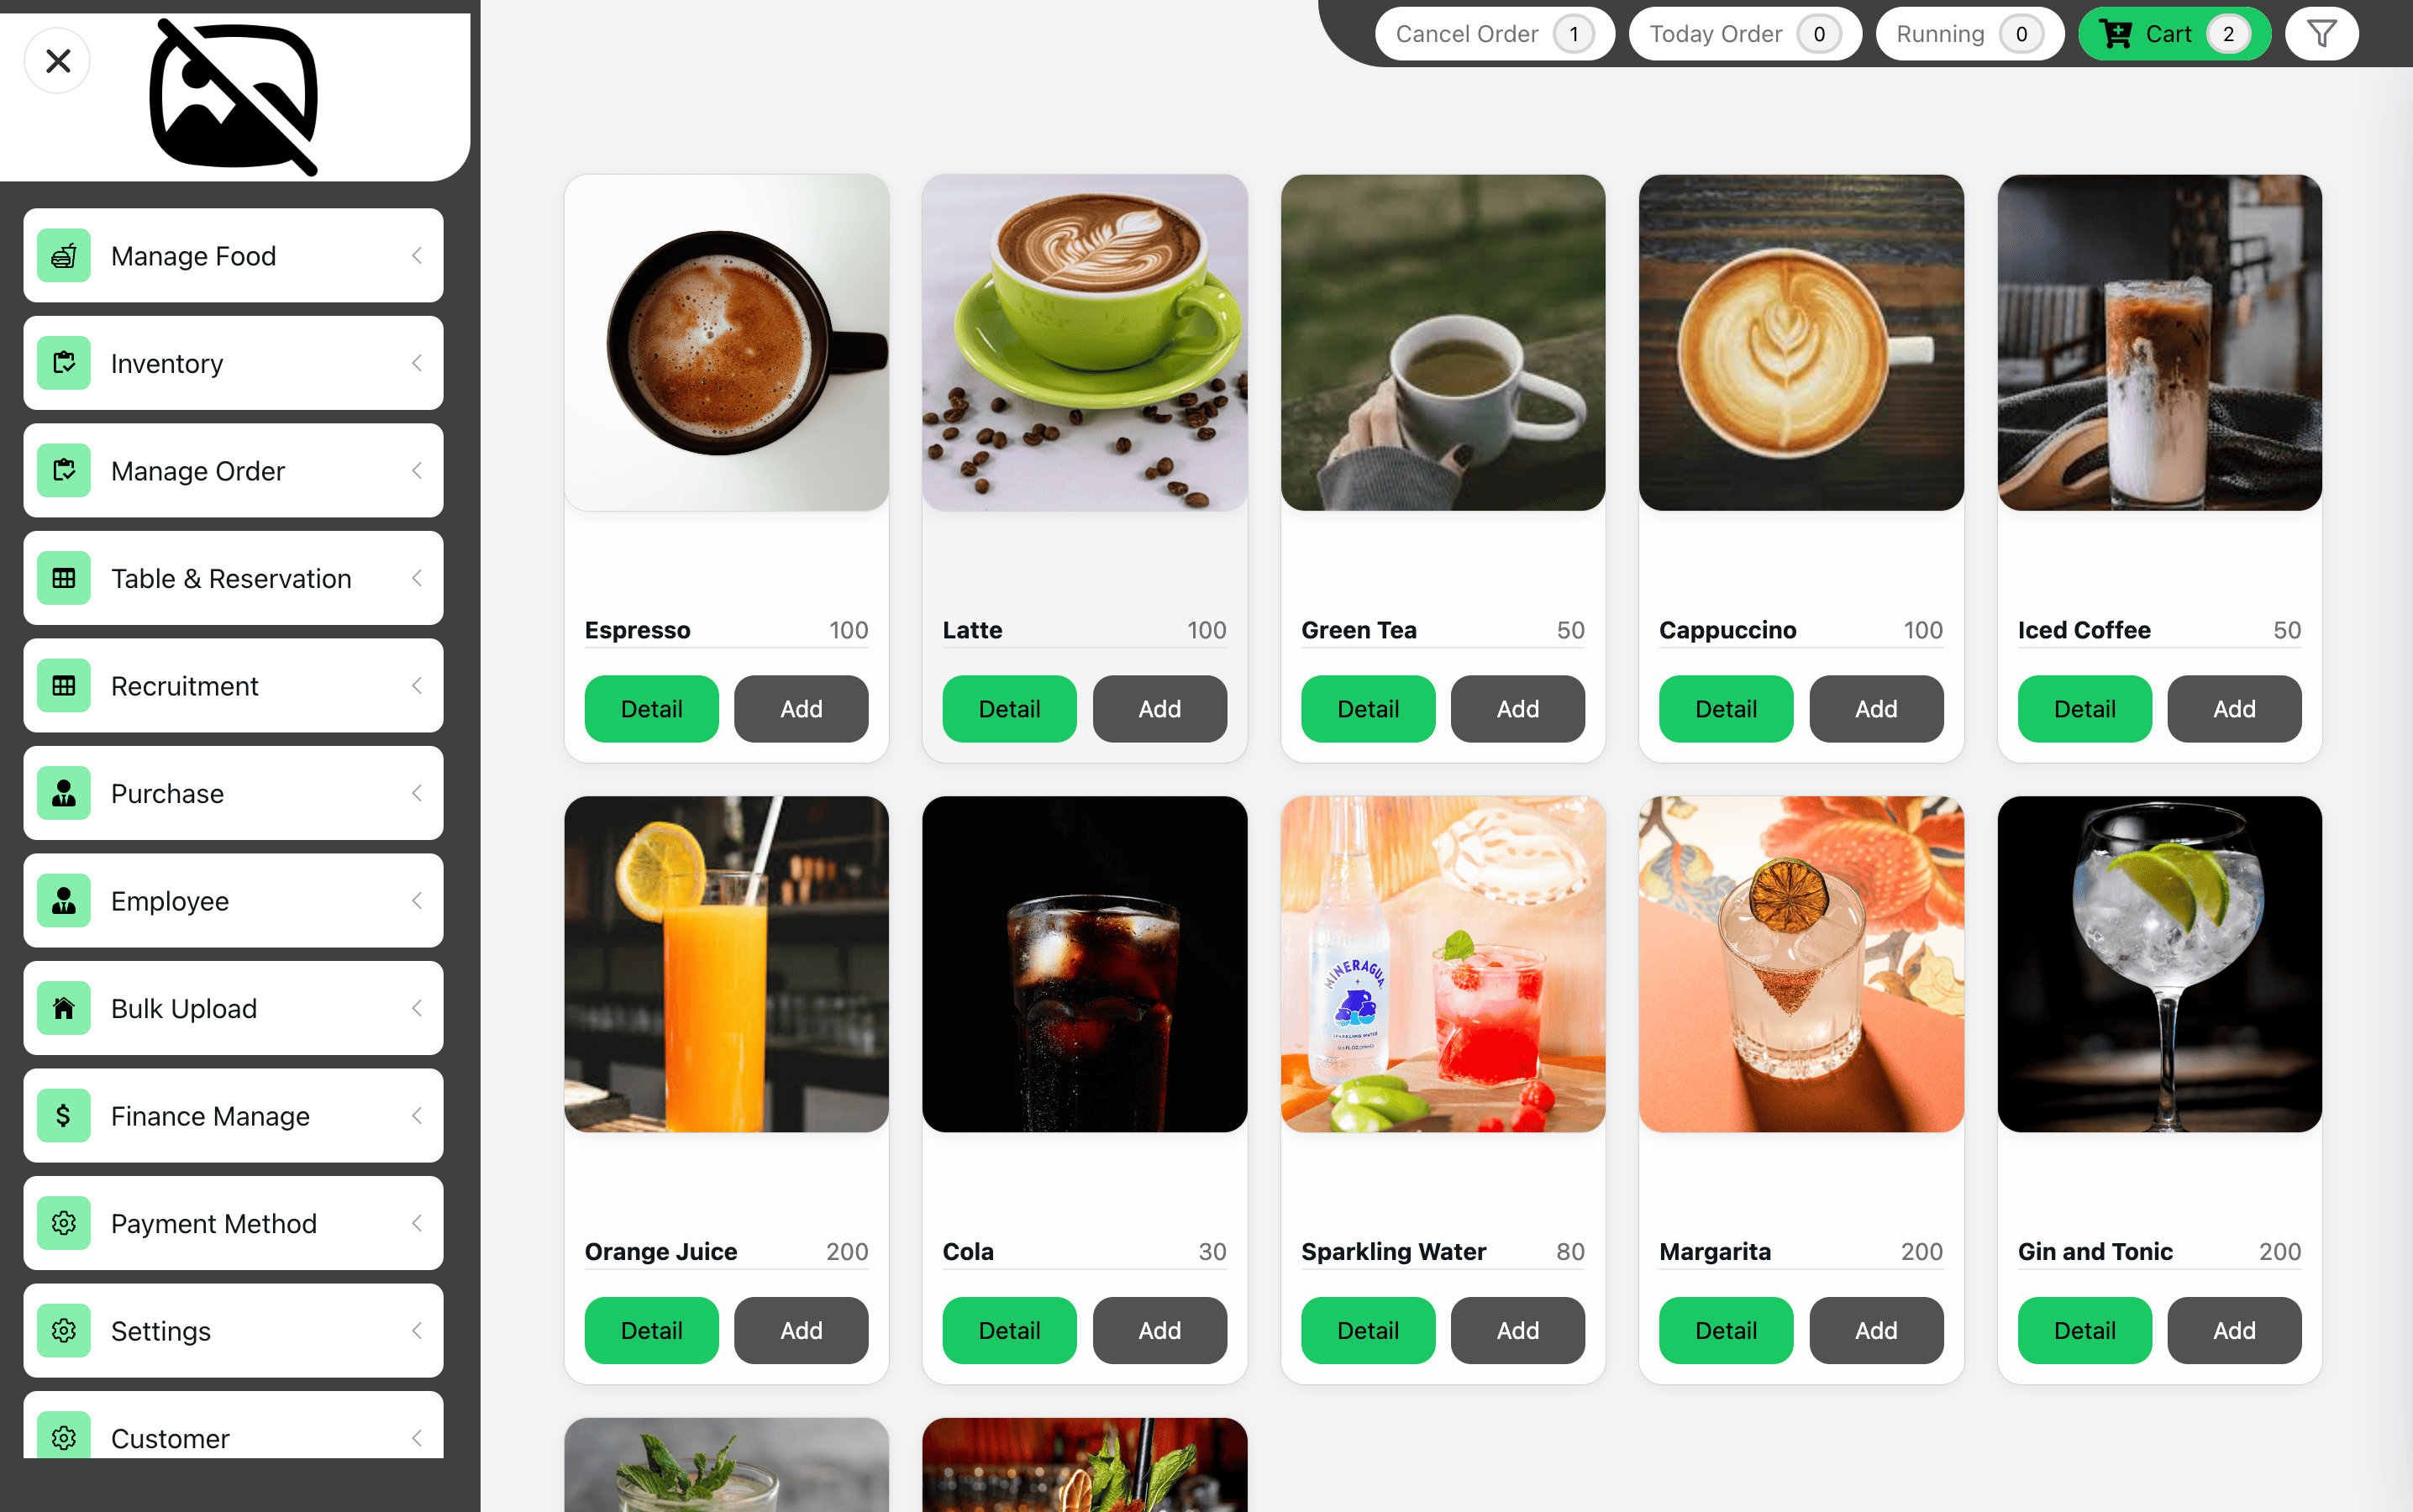 Cancel Order 1 Today Order 0 Running 0 Cart 2
Manage Food
Inventory
Manage Order
Table & Reservation
Recruitment
Purchase
Employee
Bulk Upload
Finance Manage
Payment Method
Settings
Customer
Espresso 100 Latte 100 Green Tea 50 Cappuccino 100 Iced Coffee 50
Detail Add Detail Add Detail Add Detail Add Detail Add
MINERAGUA
SPARKLING WATER
Orange Juice 200 Cola 30 Sparkling Water 80 Margarita 200 Gin and Tonic 200
Detail Add Detail Add Detail Add Detail Add Detail Add